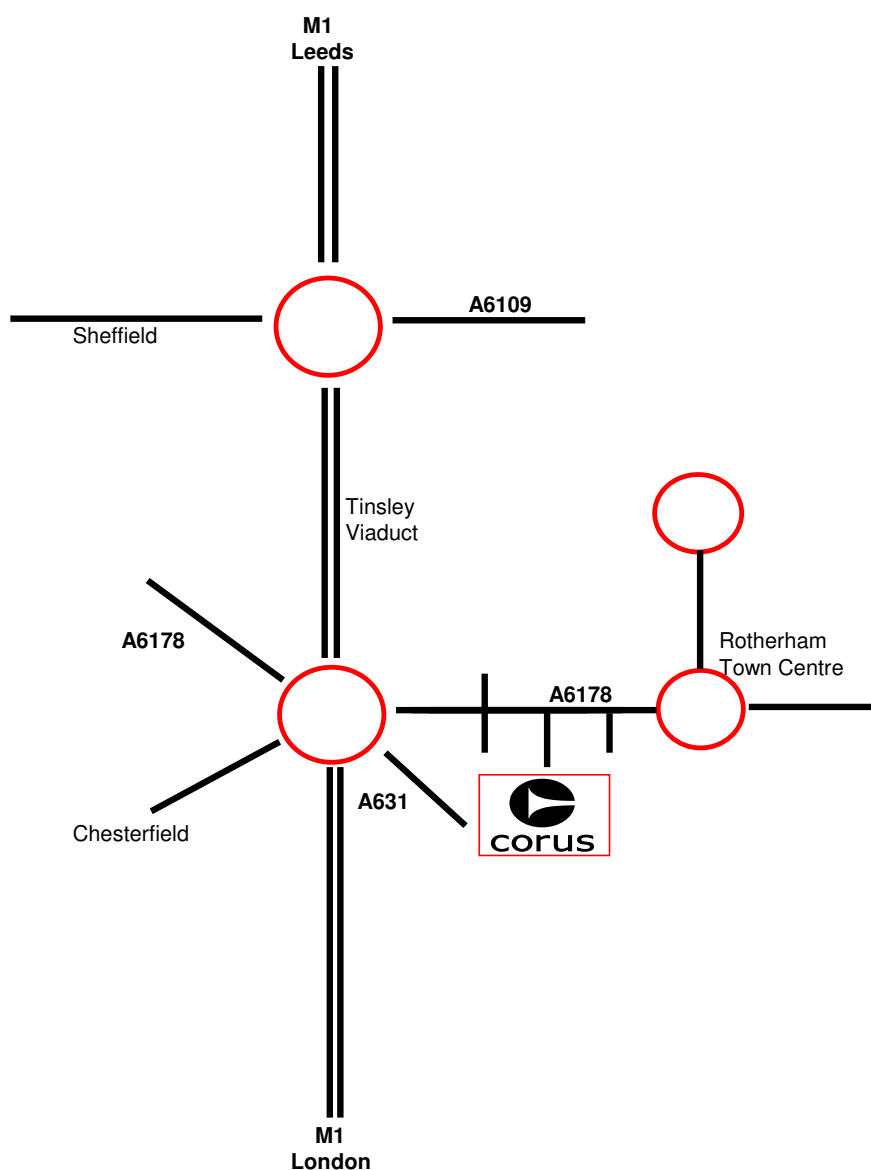 M1
Leeds
A6109
Sheffield
Tinsley
Viaduct
A6178
Rotherham
Town Centre
A6178
A631
corus
Chesterfield
M1
London